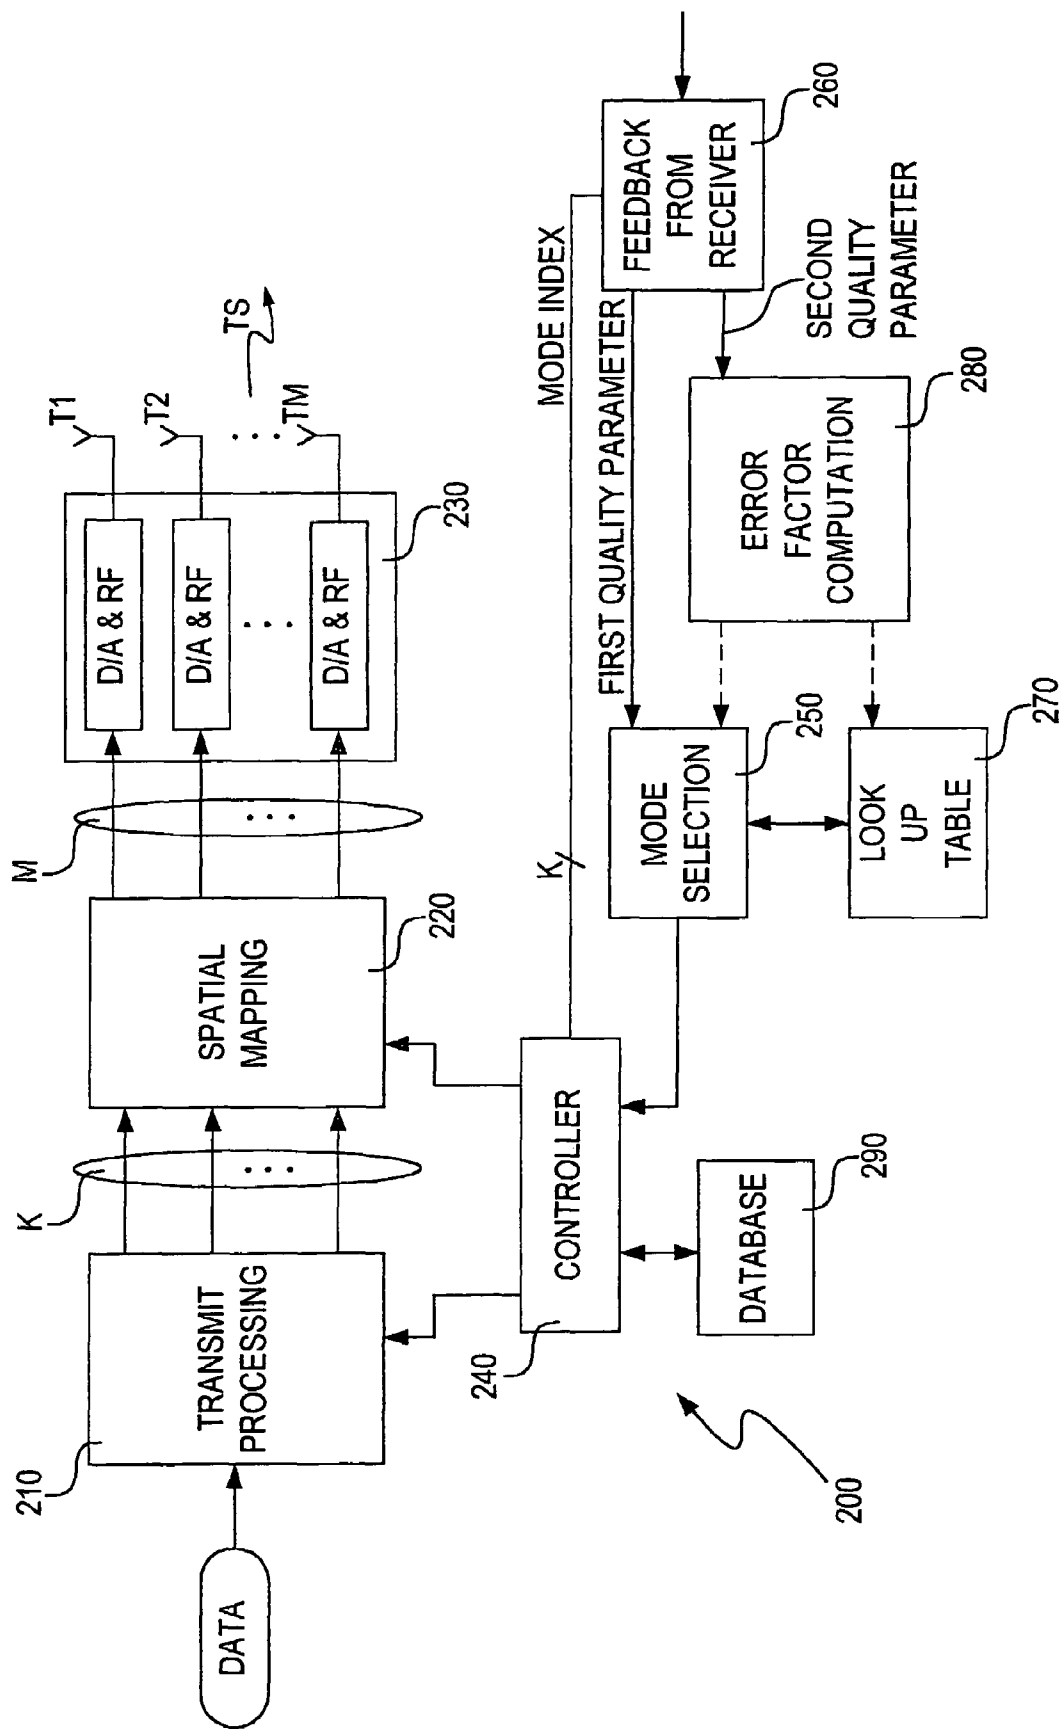 DATA
210
TRANSMIT
PROCESSING
K
. . .
220
SPATIAL
MAPPING
M
. . .
D/A & RF
D/A & RF
. . .
D/A & RF
230
T1
T2
. . .
TM
TS
240
CONTROLLER
DATABASE
290
200
K
MODE INDEX
FIRST QUALITY PARAMETER
MODE
SELECTION
250
LOOK
UP
TABLE
270
ERROR
FACTOR
COMPUTATION
280
SECOND
QUALITY
PARAMETER
FEEDBACK
FROM
RECEIVER
260